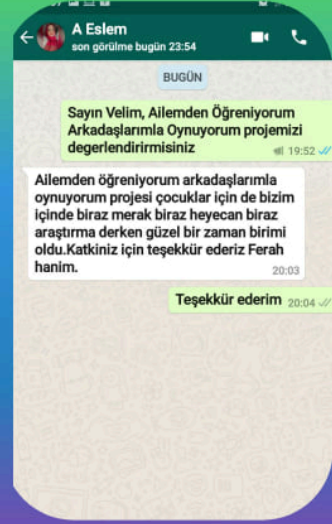 A Eslem
son görülme bugün 23:54
BUGÜN
Sayın Velim, Ailemden Öğreniyorum
Arkadaşlarımla Oynuyorum projemizi
degerlendirirmisiniz
19:52
Ailemden öğreniyorum arkadaşlarımla
oynuyorum projesi çocuklar için de bizim
içinde biraz merak biraz heyecan biraz
araştırma derken güzel bir zaman birimi
oldu.Katkiniz için teşekkür ederiz Ferah
hanim.
20:03
Teşekkür ederim 20:04